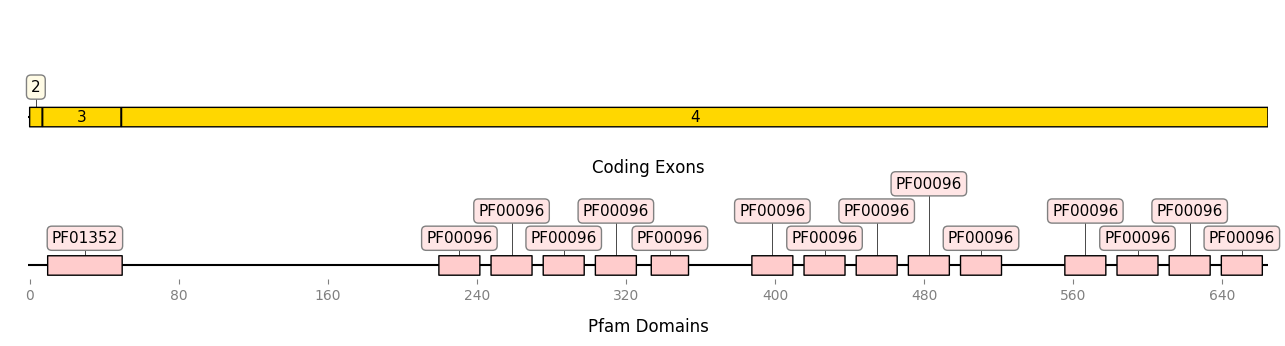 2
3 4
Coding Exons
PF00096
PF00096 PF00096 PF00096 PF00096 PF00096 PF00096
PF01352 PF00096 PF00096 PF00096 PF00096 PF00096 PF00096 PF00096
0 80 160 240 320 400 480 560 640
Pfam Domains